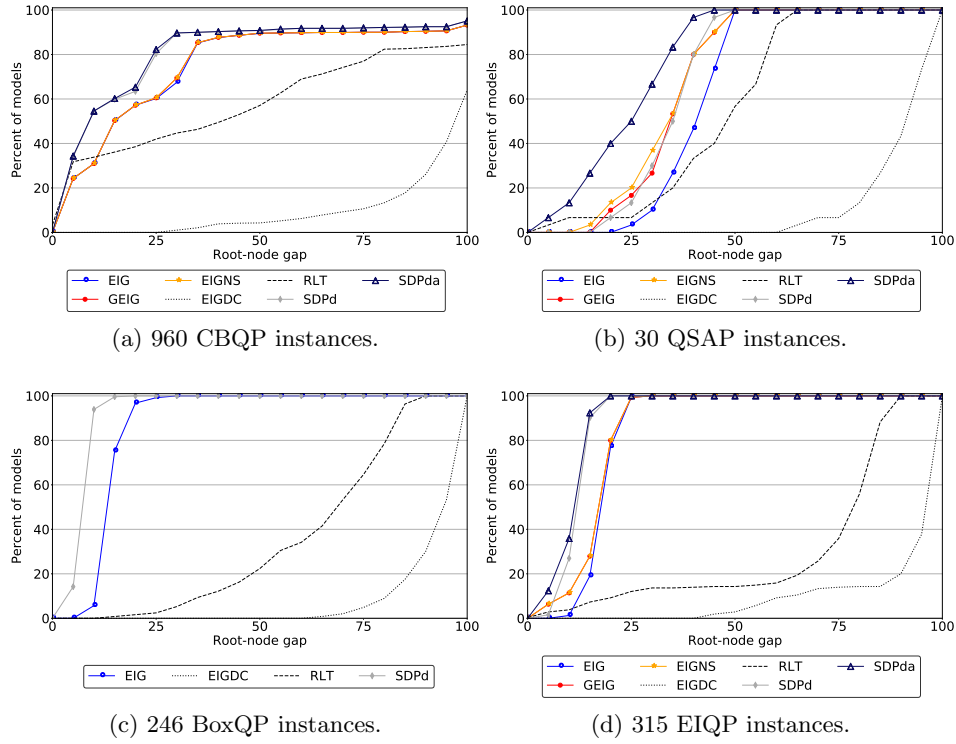 100
80
60
40
20
0
Percent of models
0 25 50 75 100
Root-node gap
EIG EIGNS RLT SDPda
GEIG EIGDC SDPd
(a) 960 CBQP instances.
100
80
60
40
20
0
Percent of models
0 25 50 75 100
Root-node gap
EIG EIGNS RLT SDPda
GEIG EIGDC SDPd
(b) 30 QSAP instances.
100
80
60
40
20
0
Percent of models
0 25 50 75 100
Root-node gap
EIG EIGDC RLT SDPd
(c) 246 BoxQP instances.
100
80
60
40
20
0
Percent of models
0 25 50 75 100
Root-node gap
EIG EIGNS RLT SDPda
GEIG EIGDC SDPd
(d) 315 EIQP instances.